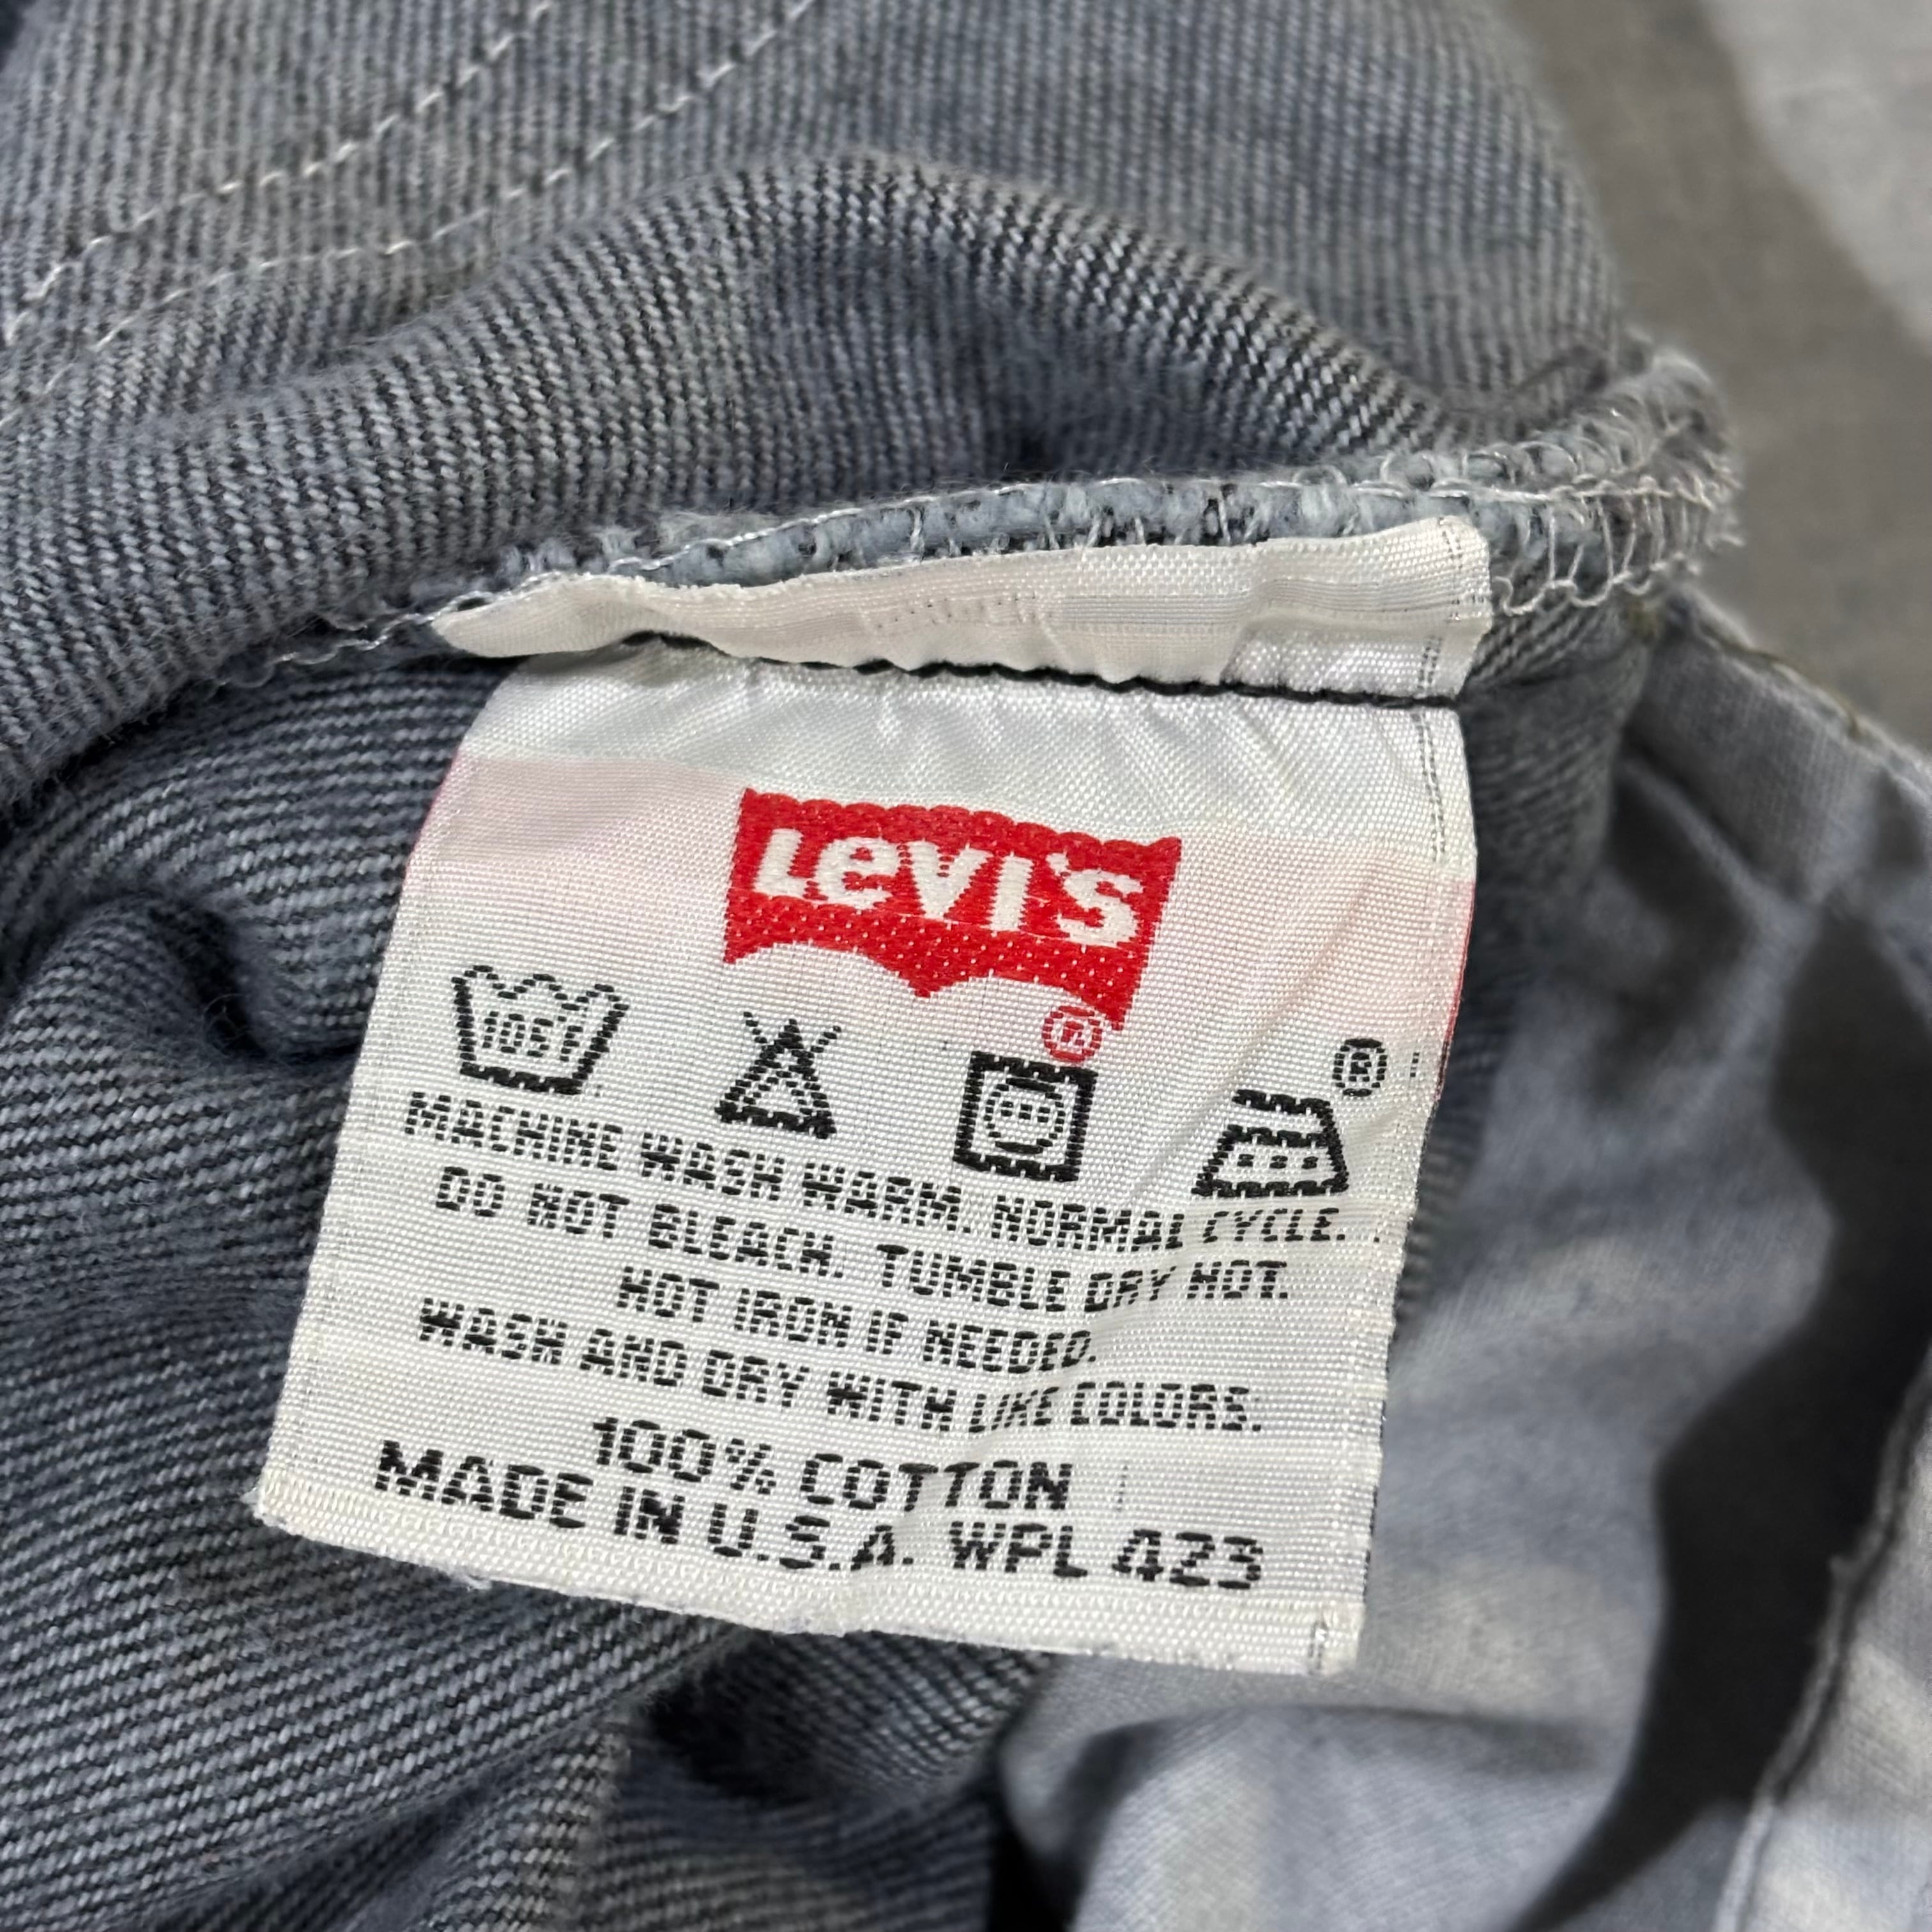 Levi's
®
105°F
®
MACHINE WASH WARM. NORMAL CYCLE.
DO NOT BLEACH. TUMBLE DRY HOT.
HOT IRON IF NEEDED.
WASH AND DRY WITH LIKE COLORS.
100% COTTON
MADE IN U.S.A. WPL 423